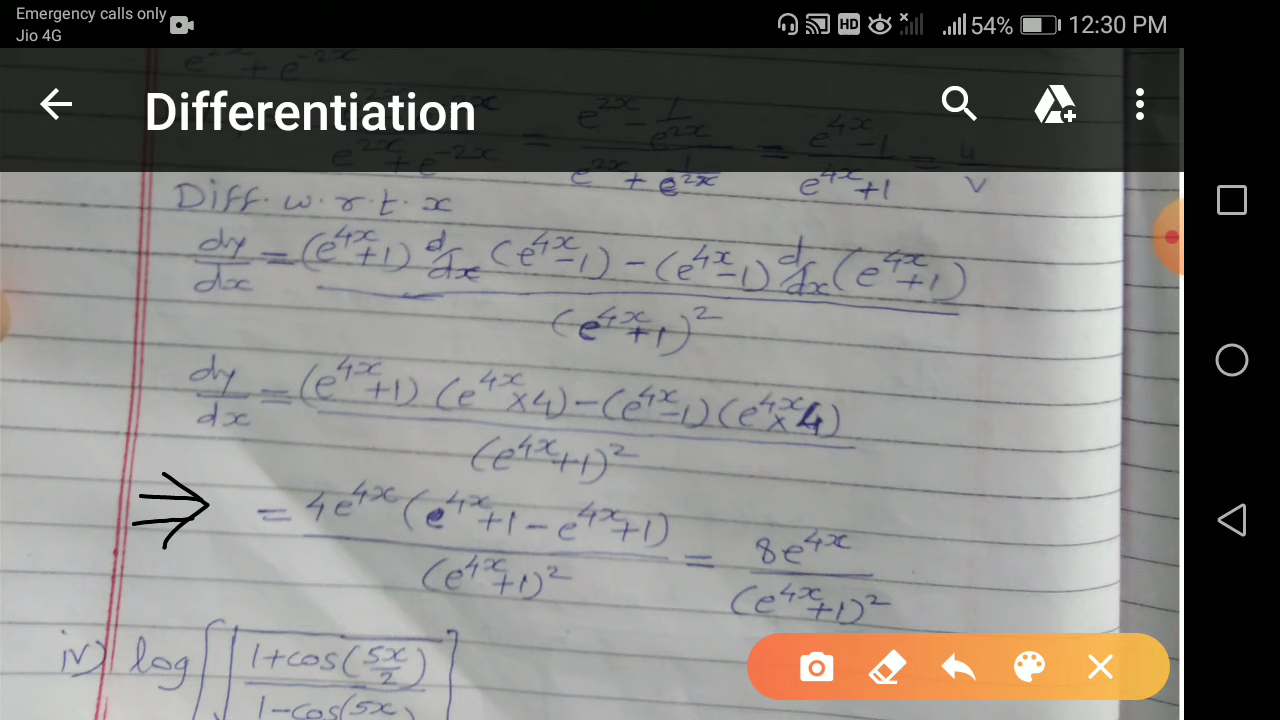 Emergency calls only
Jio 4G
HD 54% 12:30 PM
e^{2x} + e^{-2x}
Differentiation
e^{2x} + e^{-2x} = (e^{2x} - 1/e^{2x}) / (e^{2x} + 1/e^{2x}) = (e^{4x} - 1) / (e^{4x} + 1) = u/v
Diff. w. r. t. x
dy/dx = ((e^{4x} + 1) d/dx (e^{4x} - 1) - (e^{4x} - 1) d/dx (e^{4x} + 1)) / (e^{4x} + 1)^2
dy/dx = ((e^{4x} + 1) (e^{4x} × 4) - (e^{4x} - 1) (e^{4x} × 4)) / (e^{4x} + 1)^2
⇒ = 4e^{4x} (e^{4x} + 1 - e^{4x} + 1) / (e^{4x} + 1)^2 = 8e^{4x} / (e^{4x} + 1)^2
iv) log [√((1 + cos(5x/2)) / (1 - cos(5x